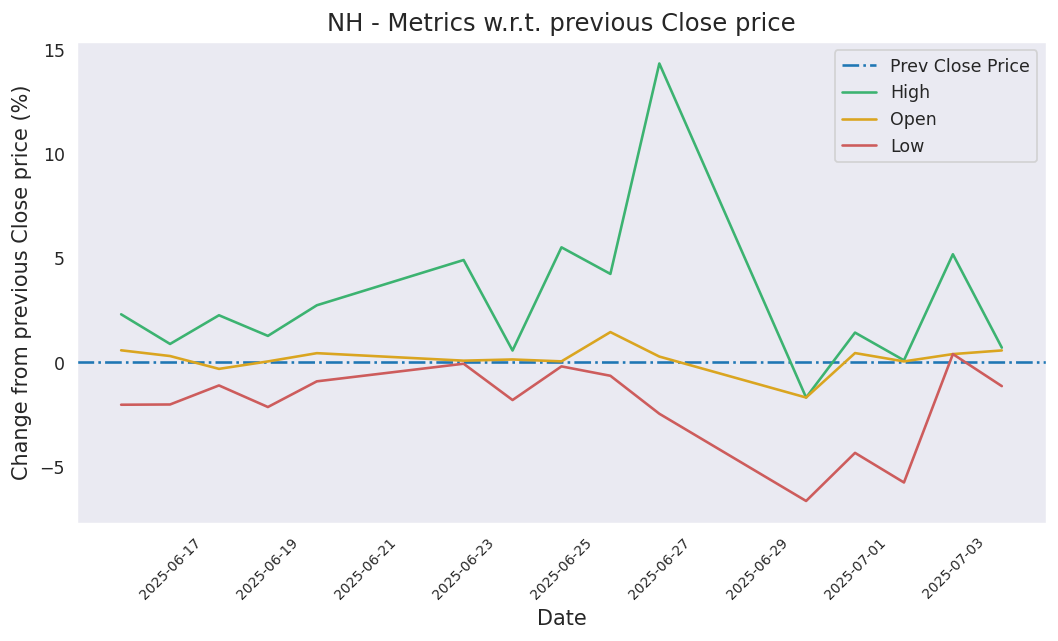 NH - Metrics w.r.t. previous Close price
Change from previous Close price (%)
15
10
5
0
−5
Prev Close Price
High
Open
Low
2025-06-17
2025-06-19
2025-06-21
2025-06-23
2025-06-25
2025-06-27
2025-06-29
2025-07-01
2025-07-03
Date